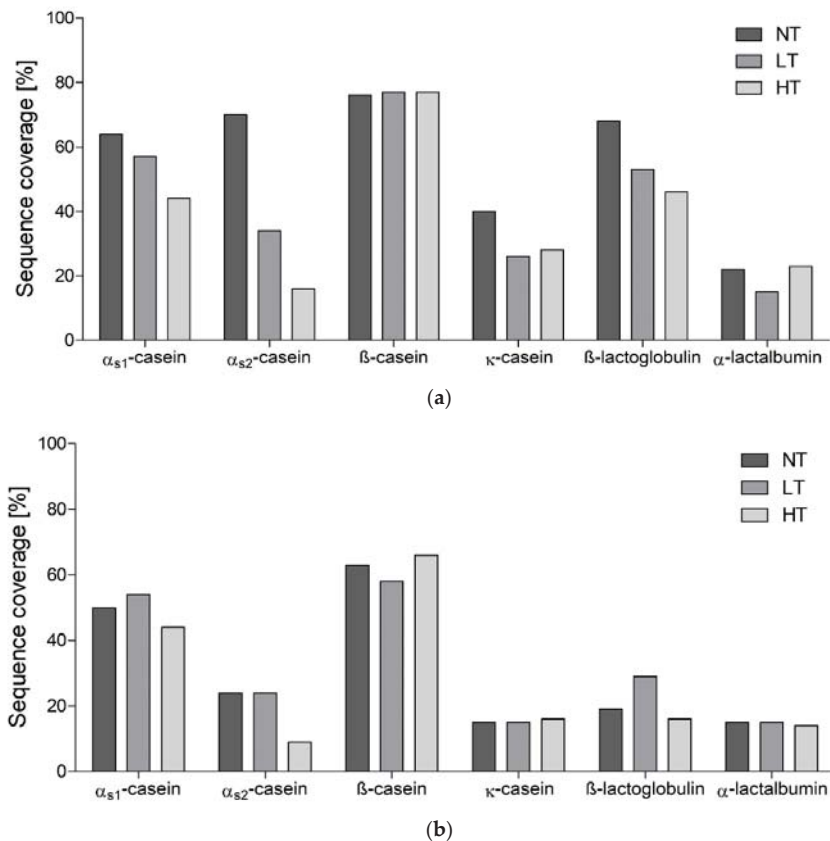 100
80
60
40
20
0
Sequence coverage [%]
NT
LT
HT
αs1-casein αs2-casein ß-casein κ-casein ß-lactoglobulin α-lactalbumin
(a)
100
80
60
40
20
0
Sequence coverage [%]
NT
LT
HT
αs1-casein αs2-casein ß-casein κ-casein ß-lactoglobulin α-lactalbumin
(b)